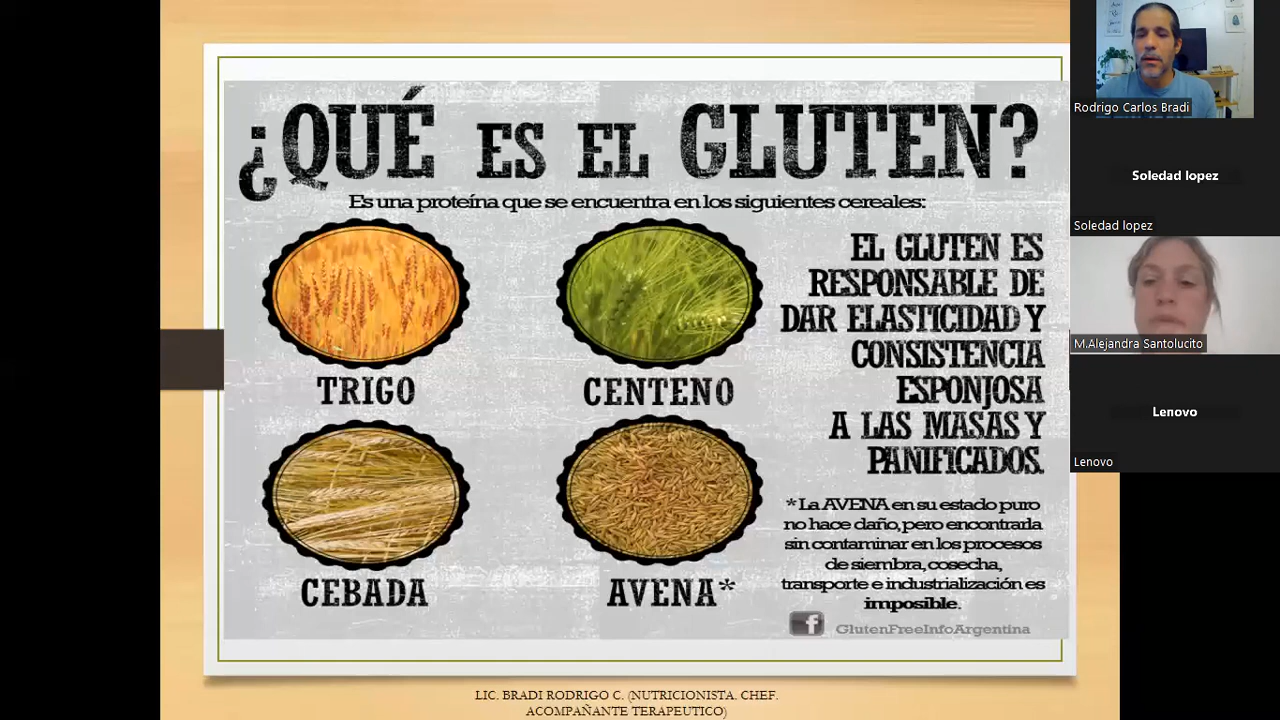 ¿QUÉ ES EL GLUTEN?
Es una proteína que se encuentra en los siguientes cereales:
TRIGO
CENTENO
CEBADA
AVENA*
EL GLUTEN ES
RESPONSABLE DE
DAR ELASTICIDAD Y
CONSISTENCIA
ESPONJOSA
A LAS MASAS Y
PANIFICADOS.
*La AVENA en su estado puro
no hace daño, pero encontrarla
sin contaminar en los procesos
de siembra, cosecha,
transporte e industrialización es
imposible.
f GlutenFreeInfoArgentina
LIC. BRADI RODRIGO C. (NUTRICIONISTA. CHEF.
ACOMPAÑANTE TERAPEUTICO)
Rodrigo Carlos Bradi
Soledad lopez
Soledad lopez
M.Alejandra Santolucito
Lenovo
Lenovo